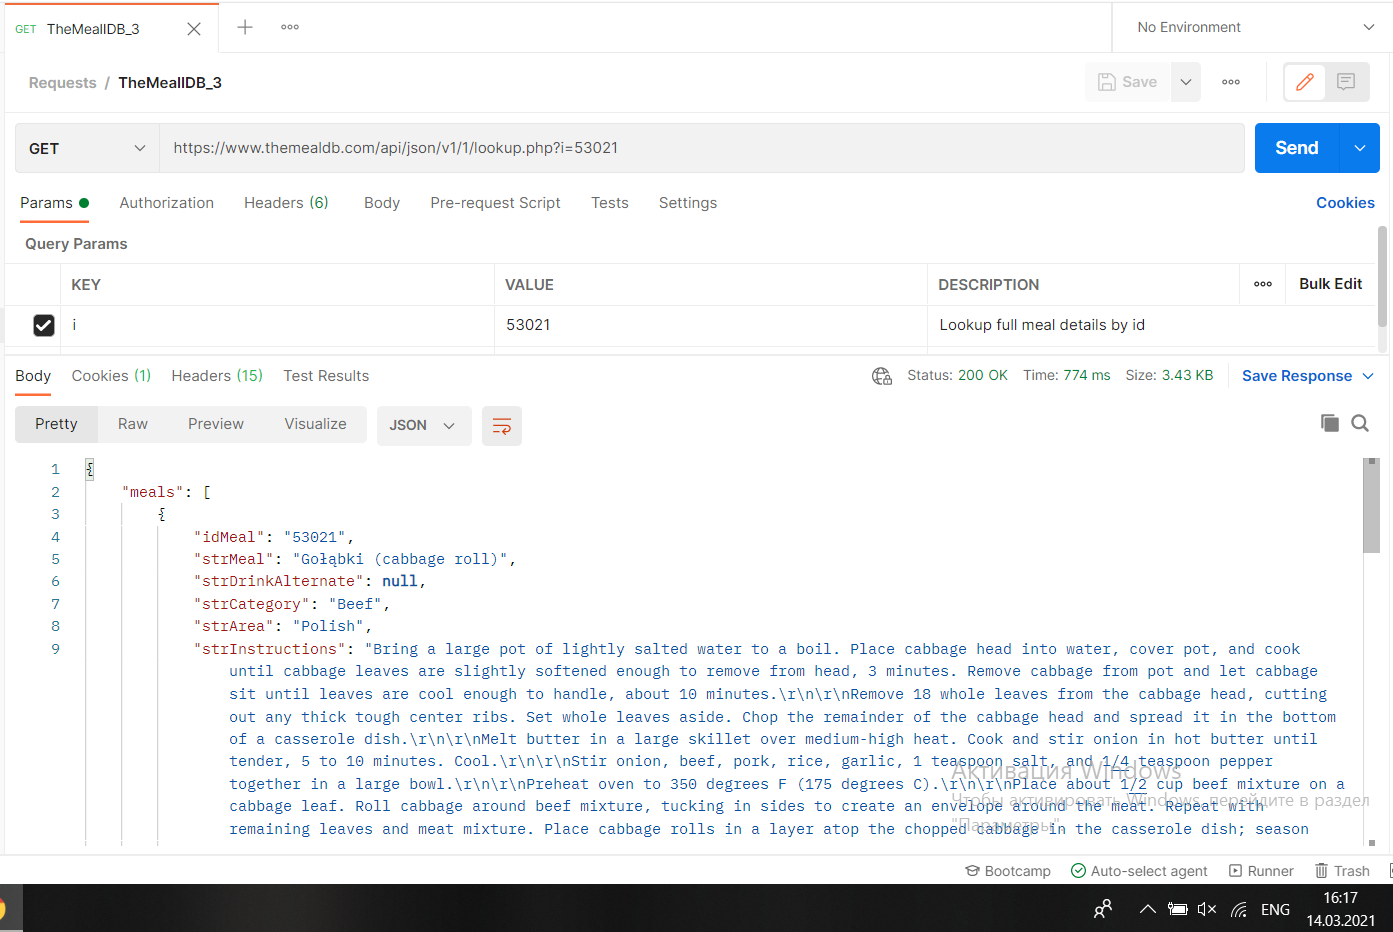 GET TheMealIDB_3
No Environment
Requests / TheMealIDB_3
Save
GET https://www.themealdb.com/api/json/v1/1/lookup.php?i=53021
Send
Params Authorization Headers (6) Body Pre-request Script Tests Settings
Cookies
Query Params
KEY VALUE DESCRIPTION Bulk Edit
i 53021 Lookup full meal details by id
Body Cookies (1) Headers (15) Test Results
Status: 200 OK Time: 774 ms Size: 3.43 KB Save Response
Pretty Raw Preview Visualize JSON
1 {
2 "meals": [
3 {
4 "idMeal": "53021",
5 "strMeal": "Gołąbki (cabbage roll)",
6 "strDrinkAlternate": null,
7 "strCategory": "Beef",
8 "strArea": "Polish",
9 "strInstructions": "Bring a large pot of lightly salted water to a boil. Place cabbage head into water, cover pot, and cook
until cabbage leaves are slightly softened enough to remove from head, 3 minutes. Remove cabbage from pot and let cabbage
sit until leaves are cool enough to handle, about 10 minutes.\r\n\r\nRemove 18 whole leaves from the cabbage head, cutting
out any thick tough center ribs. Set whole leaves aside. Chop the remainder of the cabbage head and spread it in the bottom
of a casserole dish.\r\n\r\nMelt butter in a large skillet over medium-high heat. Cook and stir onion in hot butter until
tender, 5 to 10 minutes. Cool.\r\n\r\nStir onion, beef, pork, rice, garlic, 1 teaspoon salt, and 1/4 teaspoon pepper
together in a large bowl.\r\n\r\nPreheat oven to 350 degrees F (175 degrees C).\r\n\r\nPlace about 1/2 cup beef mixture on a
cabbage leaf. Roll cabbage around beef mixture, tucking in sides to create an envelope around the meat. Repeat with
remaining leaves and meat mixture. Place cabbage rolls in a layer atop the chopped cabbage in the casserole dish; season
Активация Windows
Чтобы активировать Windows, перейдите в раздел
"Параметры".
Bootcamp Auto-select agent Runner Trash
ENG
16:17
14.03.2021